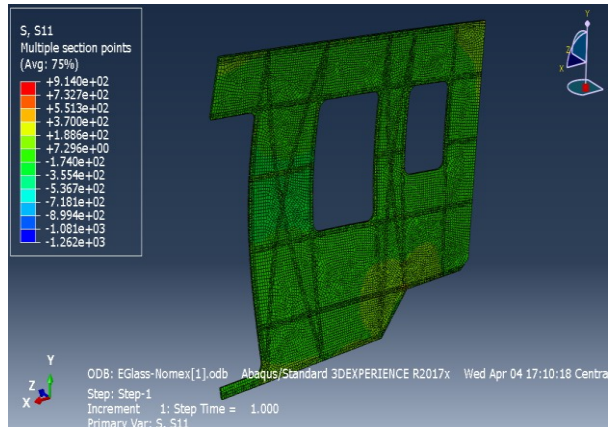 S, S11
Multiple section points
(Avg: 75%)
+9.140e+02
+7.327e+02
+5.513e+02
+3.700e+02
+1.886e+02
+7.296e+00
-1.740e+02
-3.554e+02
-5.367e+02
-7.181e+02
-8.994e+02
-1.081e+03
-1.262e+03
Y
Z
X
Y
Z
X
ODB: EGlass-Nomex[1].odb Abaqus/Standard 3DEXPERIENCE R2017x Wed Apr 04 17:10:18 Centra
Step: Step-1
Increment 1: Step Time = 1.000
Primary Var: S, S11